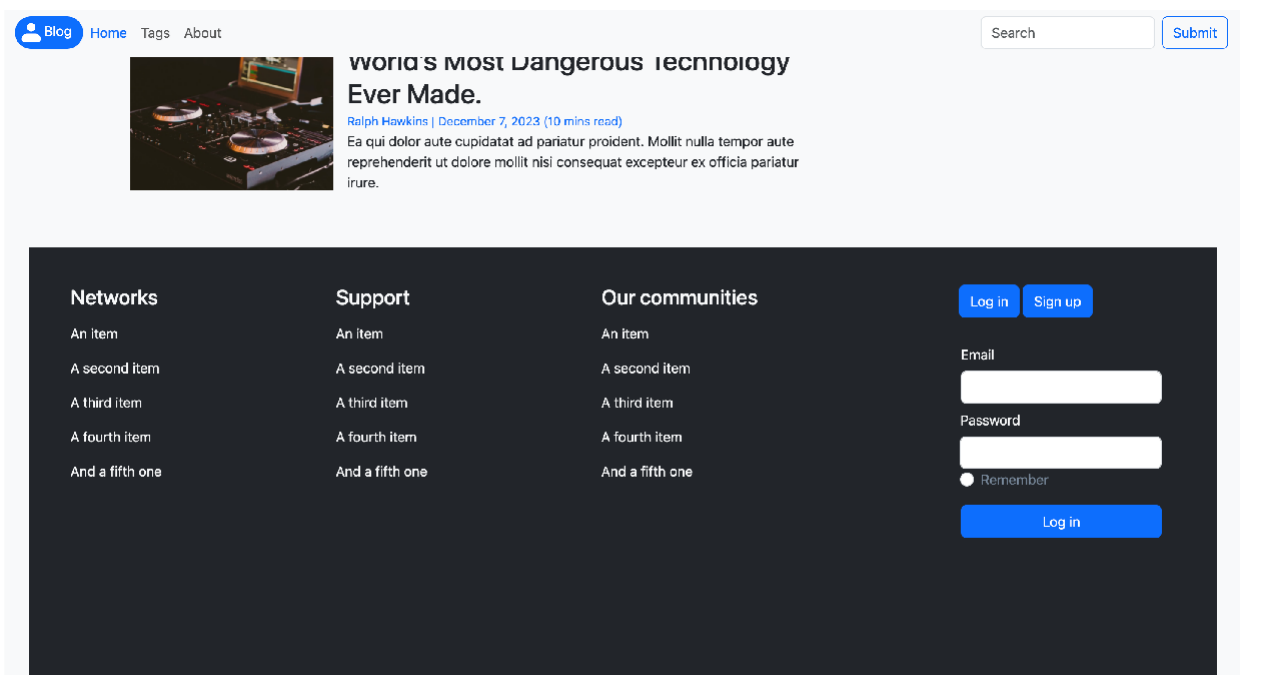 Blog Home Tags About Search Submit
World's Most Dangerous Technology
Ever Made.
Ralph Hawkins | December 7, 2023 (10 mins read)
Ea qui dolor aute cupidatat ad pariatur proident. Mollit nulla tempor aute
reprehenderit ut dolore mollit nisi consequat excepteur ex officia pariatur
irure.
Networks
An item
A second item
A third item
A fourth item
And a fifth one
Support
An item
A second item
A third item
A fourth item
And a fifth one
Our communities
An item
A second item
A third item
A fourth item
And a fifth one
Log in Sign up
Email
Password
Remember
Log in